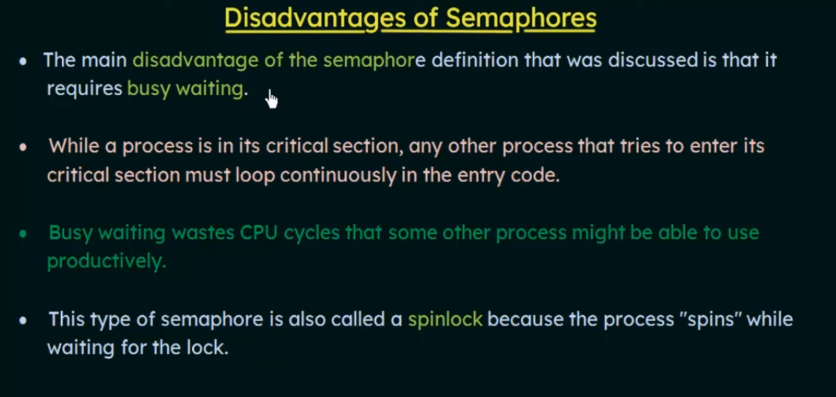 Disadvantages of Semaphores
• The main disadvantage of the semaphore definition that was discussed is that it
requires busy waiting.
• While a process is in its critical section, any other process that tries to enter its
critical section must loop continuously in the entry code.
• Busy waiting wastes CPU cycles that some other process might be able to use
productively.
• This type of semaphore is also called a spinlock because the process "spins" while
waiting for the lock.